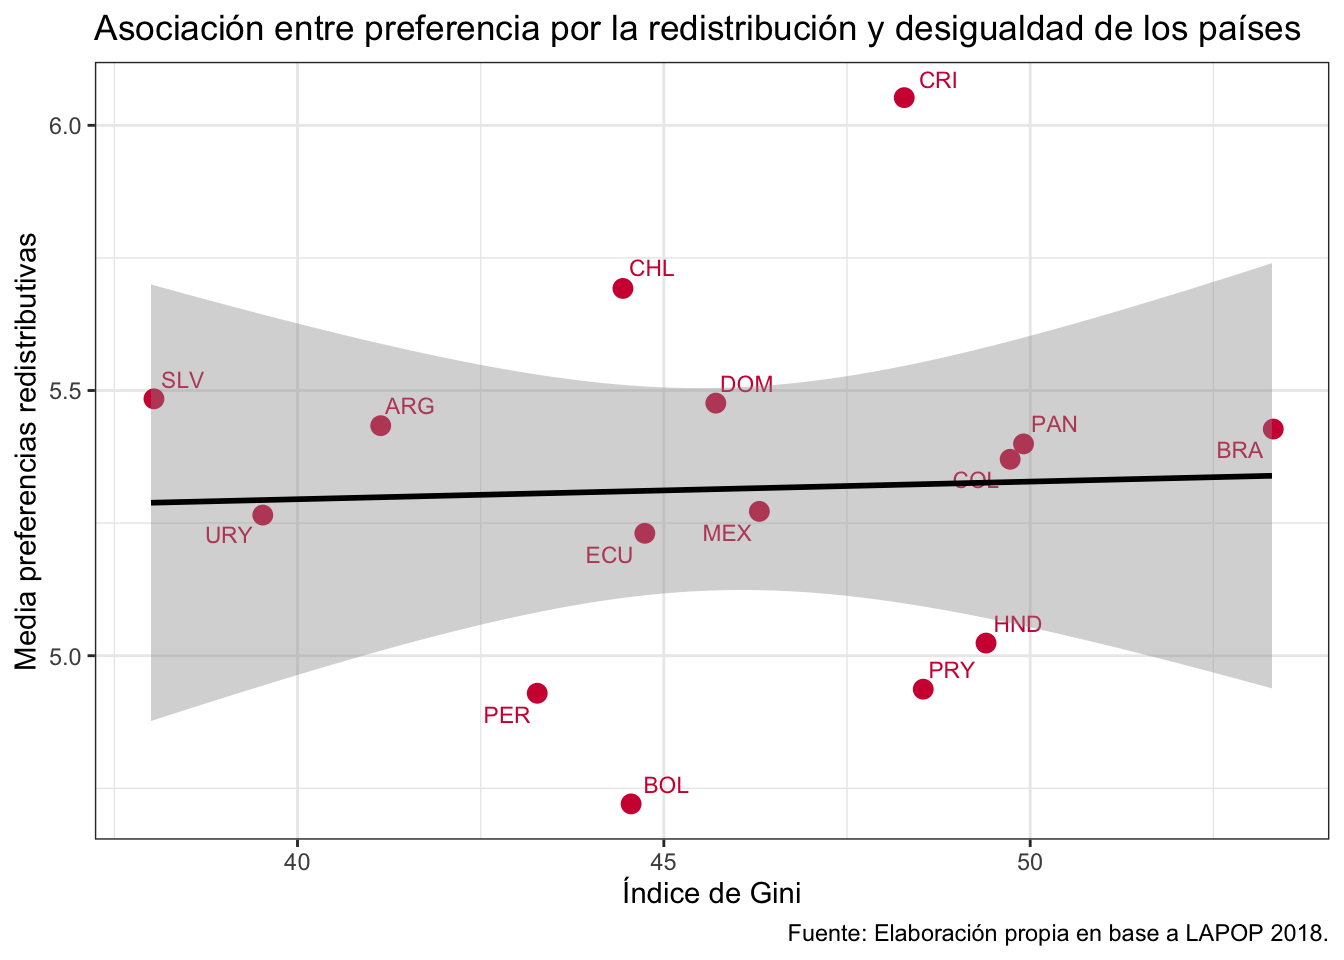 Asociación entre preferencia por la redistribución y desigualdad de los países
Media preferencias redistributivas
6.0
5.5
5.0
CRI
CHL
SLV
DOM
ARG
PAN
BRA
COL
URY
MEX
ECU
HND
PRY
PER
BOL
40
45
50
Índice de Gini
Fuente: Elaboración propia en base a LAPOP 2018.